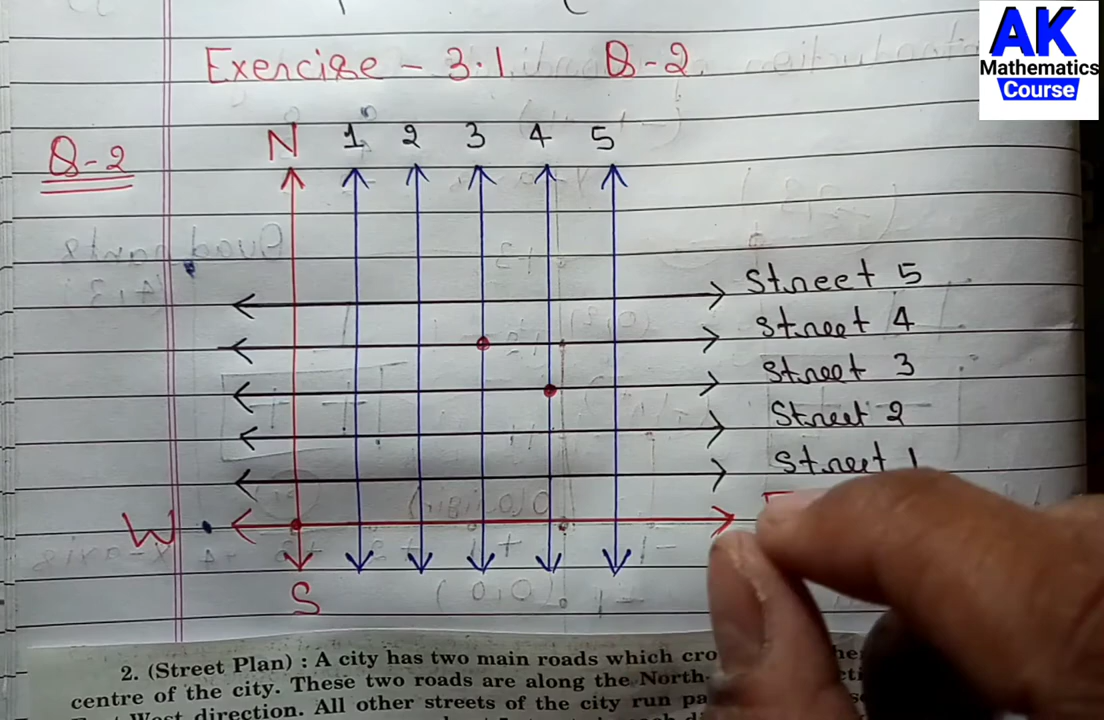 AK
Mathematics
Course
Exercise - 3.1 Q-2
Q-2
N 1 2 3 4 5
Street 5
Street 4
Street 3
Street 2
Street 1
W
S
2. (Street Plan) : A city has two main roads which
centre of the city. These two roads are along the North-
West direction. All other streets of the city run